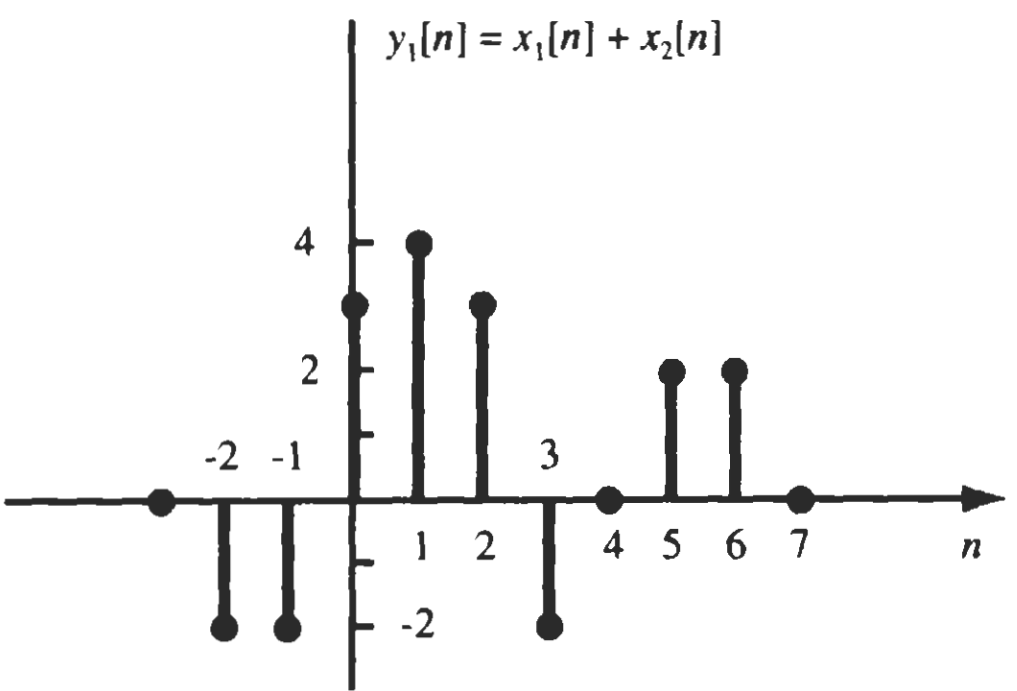 y₁[n] = x₁[n] + x₂[n]
4
2
-2 -1 3
1 2 4 5 6 7 n
-2